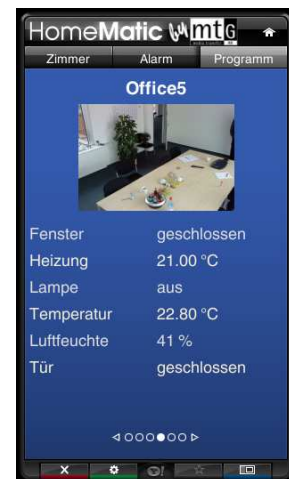 HomeMatic by mtG
Zimmer Alarm Programm
Office5
Fenster geschlossen
Heizung 21.00 °C
Lampe aus
Temperatur 22.80 °C
Luftfeuchte 41 %
Tür geschlossen